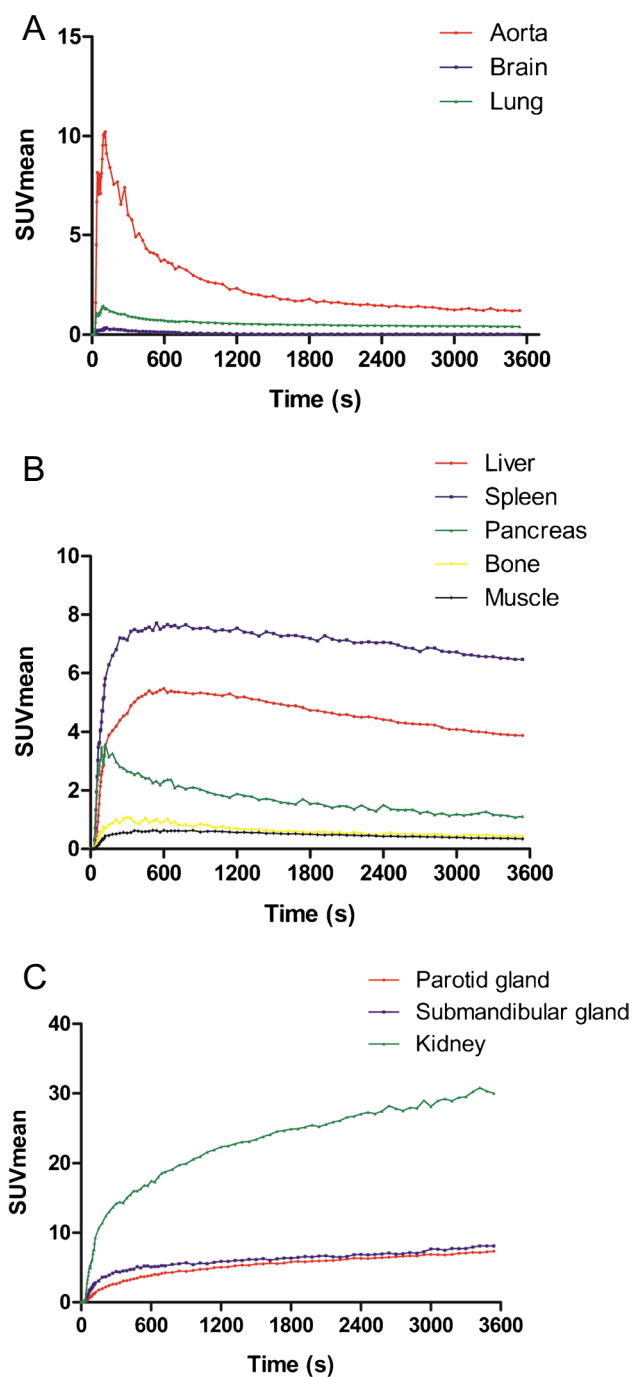 A
Aorta
Brain
Lung
15
10
5
0
SUVmean
0 600 1200 1800 2400 3000 3600
Time (s)
B
Liver
Spleen
Pancreas
Bone
Muscle
10
8
6
4
2
0
SUVmean
0 600 1200 1800 2400 3000 3600
Time (s)
C
Parotid gland
Submandibular gland
Kidney
40
30
20
10
0
SUVmean
0 600 1200 1800 2400 3000 3600
Time (s)